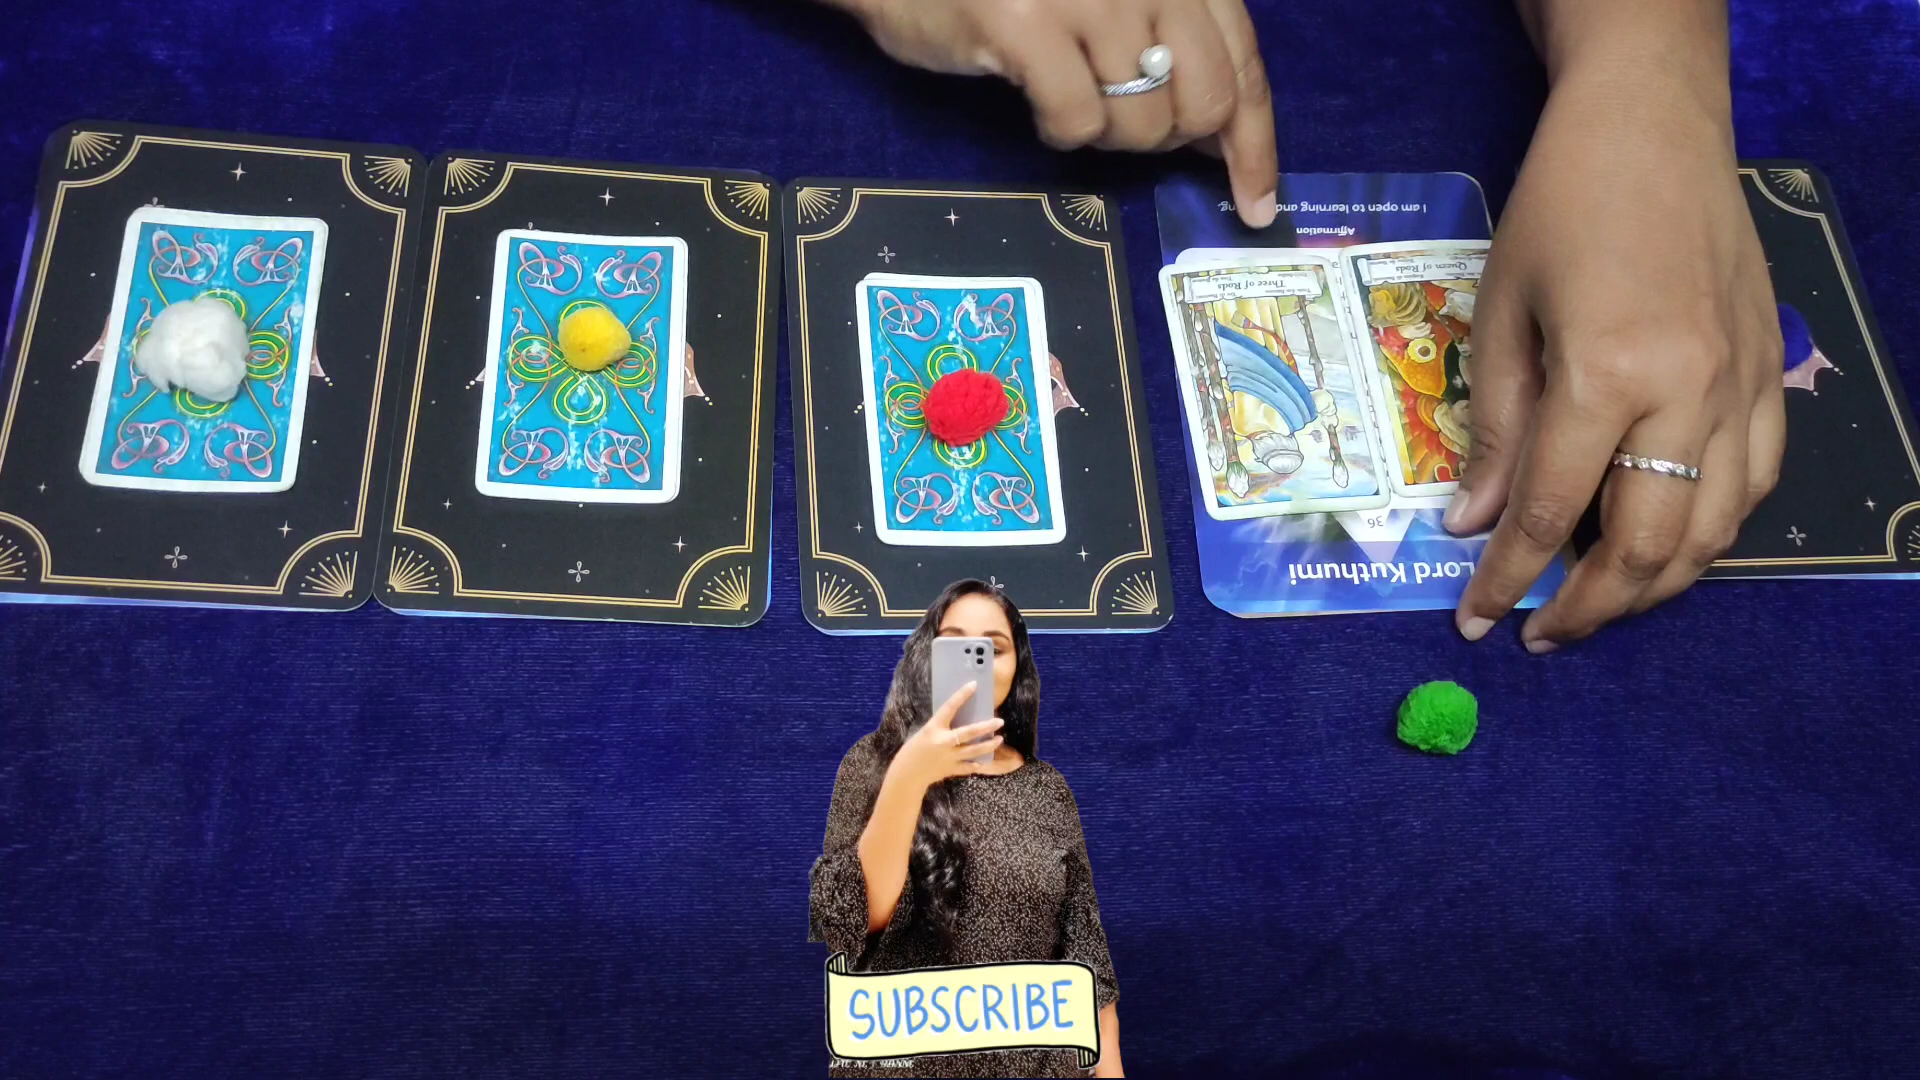 I am open to learning and
Affirmation
Three of Rods
Queen of Rods
36
Lord Kuthumi
SUBSCRIBE